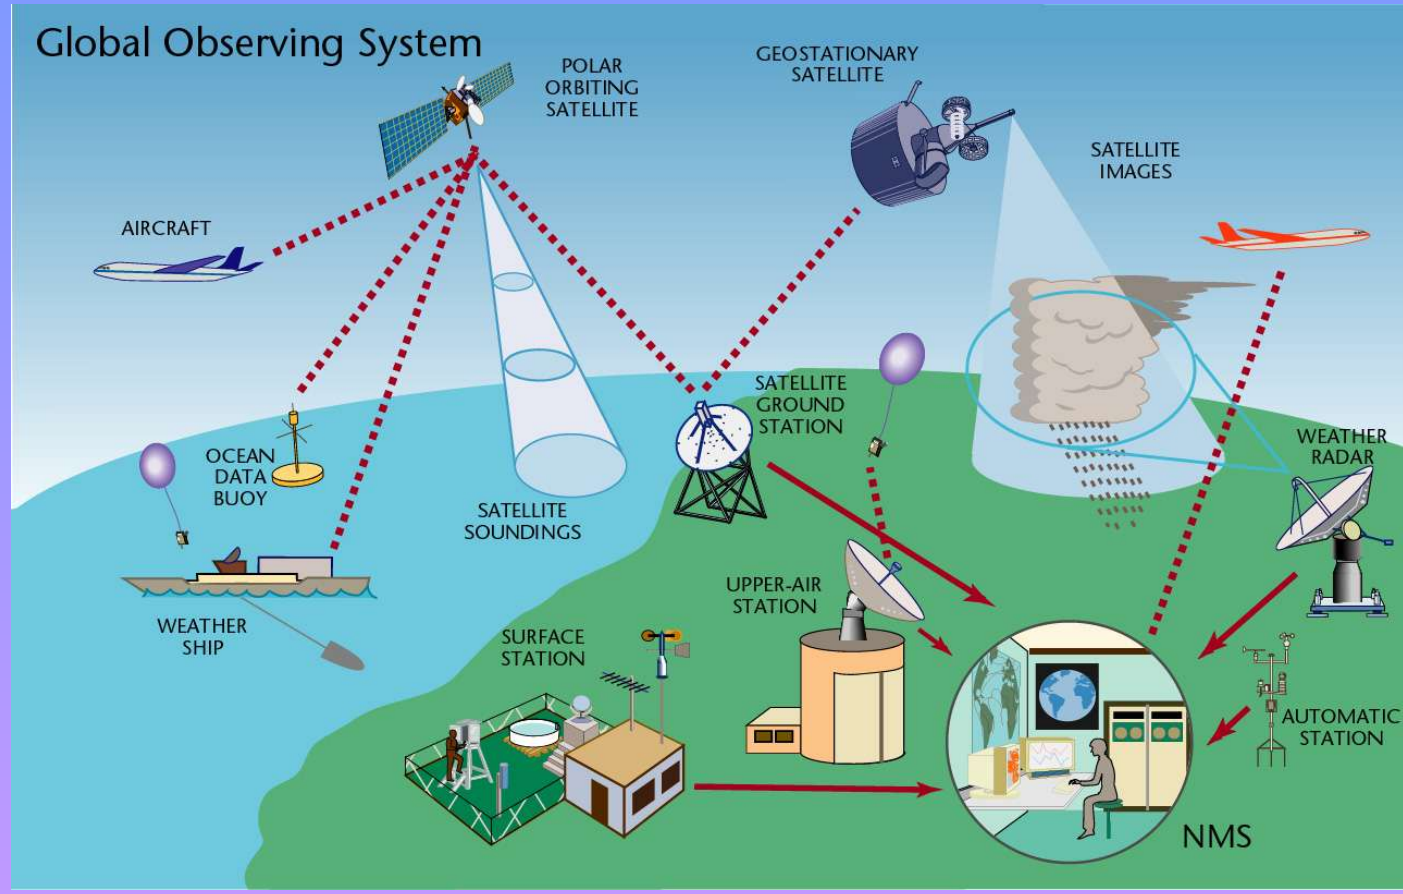 Global Observing System
POLAR
ORBITING
SATELLITE
GEOSTATIONARY
SATELLITE
SATELLITE
IMAGES
AIRCRAFT
OCEAN
DATA
BUOY
SATELLITE
SOUNDINGS
SATELLITE
GROUND
STATION
WEATHER
RADAR
WEATHER
SHIP
SURFACE
STATION
UPPER-AIR
STATION
AUTOMATIC
STATION
NMS